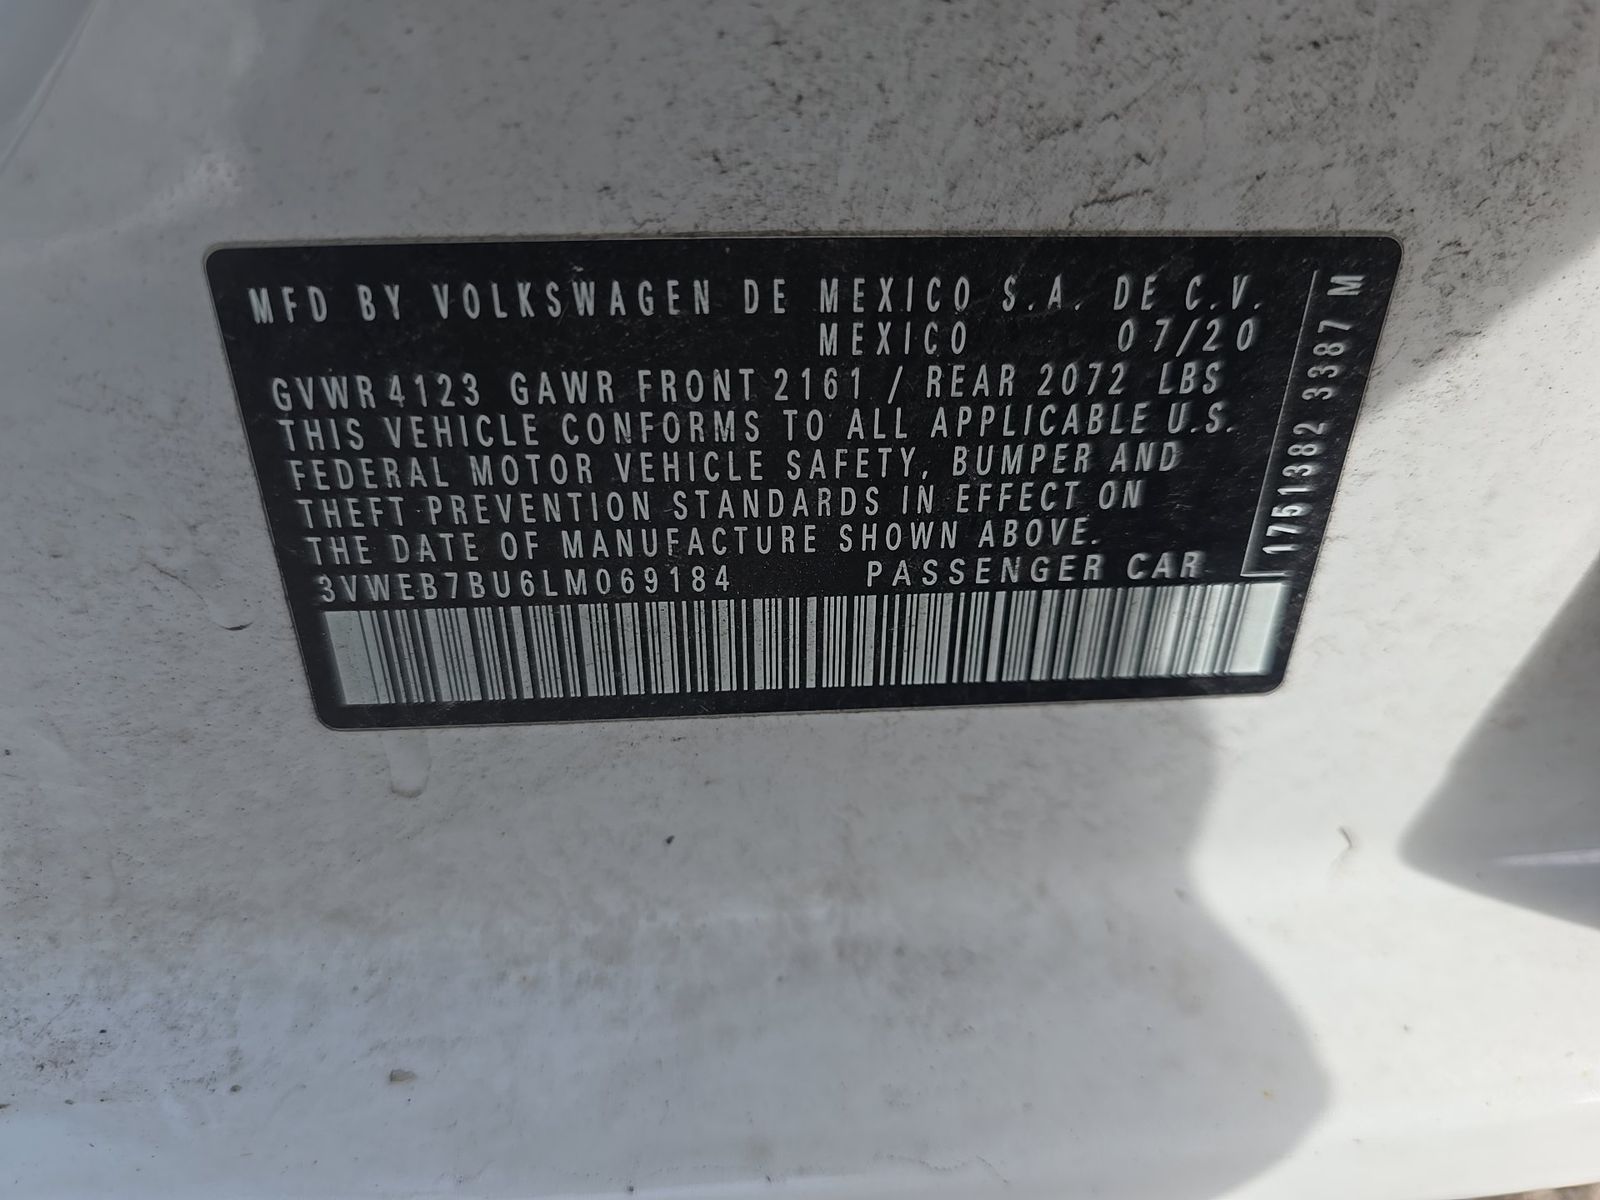 MFD BY VOLKSWAGEN DE MEXICO S.A. DE C.V.
MEXICO 07/20
GVWR 4123 GAWR FRONT 2161 / REAR 2072 LBS
THIS VEHICLE CONFORMS TO ALL APPLICABLE U.S.
FEDERAL MOTOR VEHICLE SAFETY, BUMPER AND
THEFT PREVENTION STANDARDS IN EFFECT ON
THE DATE OF MANUFACTURE SHOWN ABOVE.
3VWEB7BU6LM069184 PASSENGER CAR
1751382 3387 M